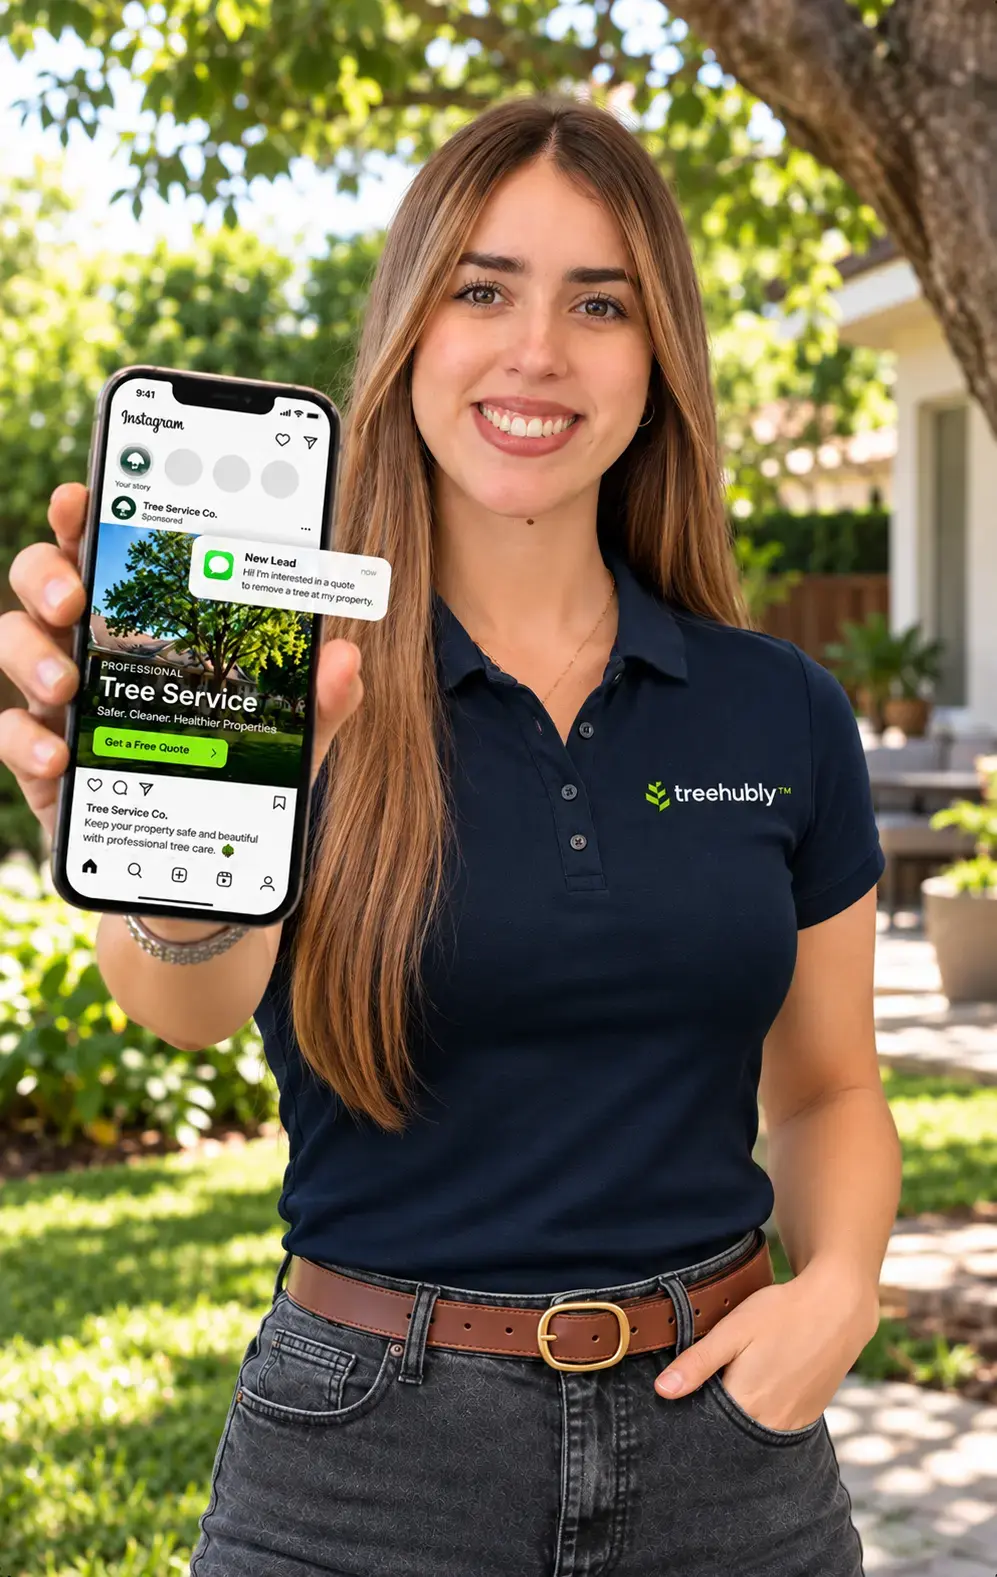 9:41
Instagram
Your story
Tree Service Co.
Sponsored
New Lead
now
Hi! I'm interested in a quote
to remove a tree at my property.
PROFESSIONAL
Tree Service
Safer. Cleaner. Healthier Properties
Get a Free Quote
Tree Service Co.
Keep your property safe and beautiful
with professional tree care.
treehubly™